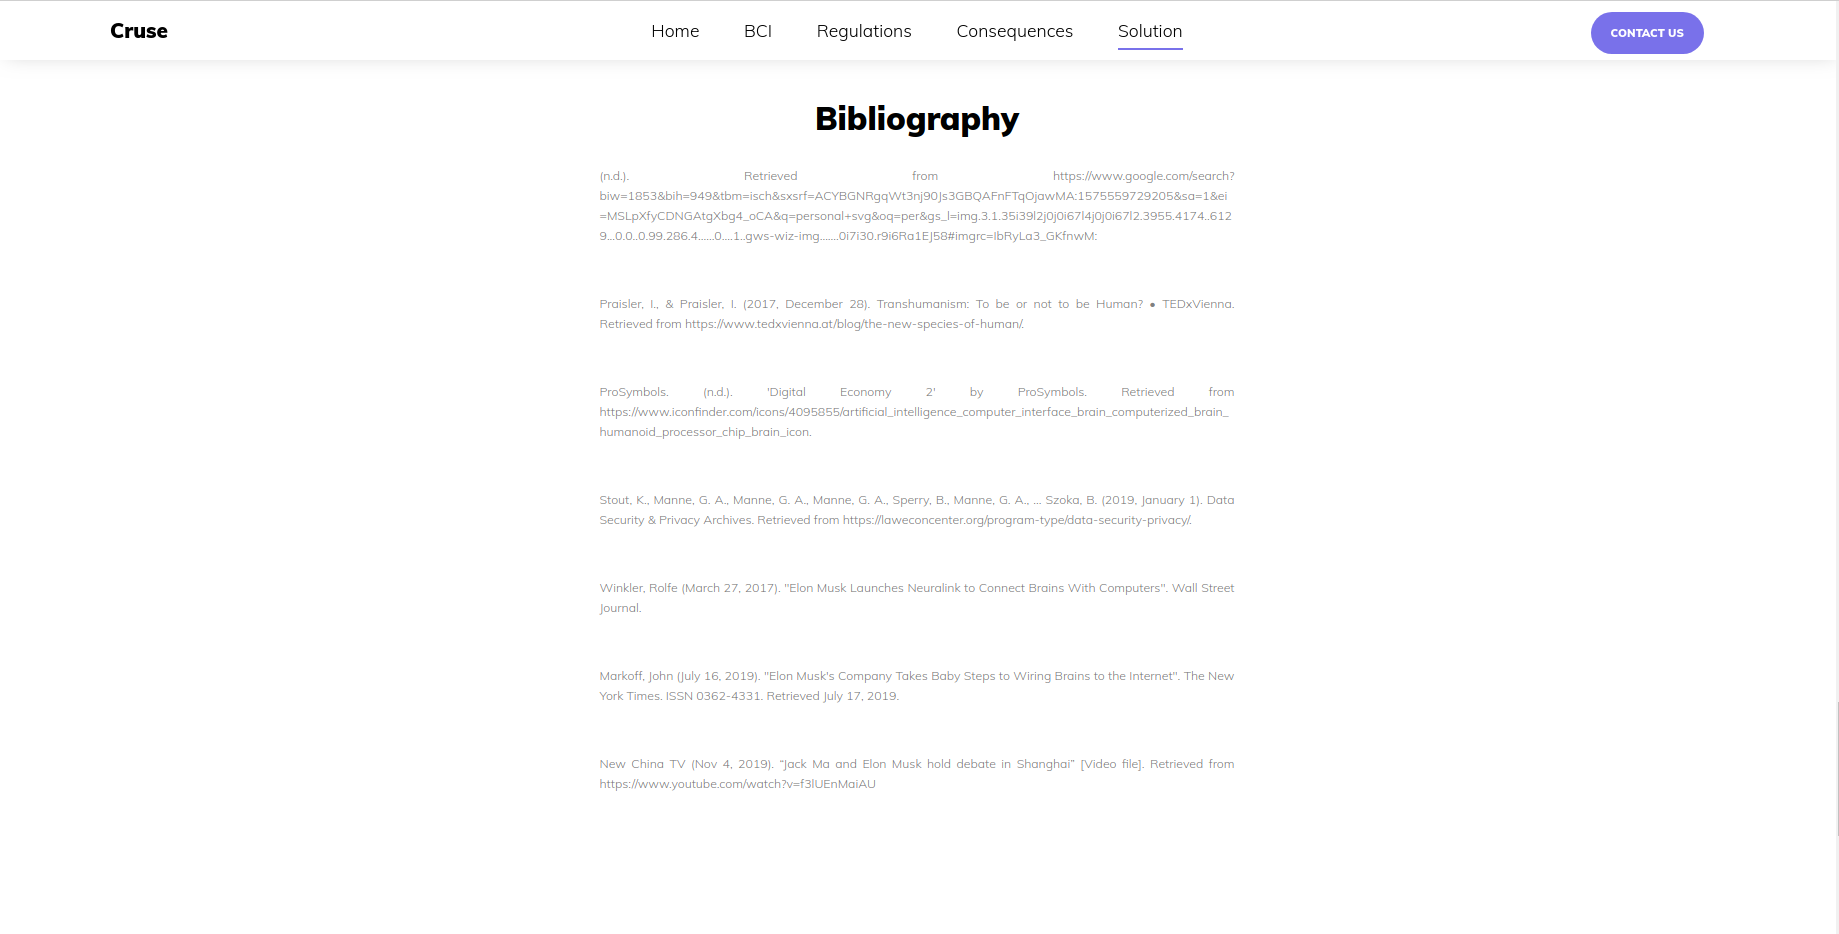 Cruse
Home
BCI
Regulations
Consequences
Solution
CONTACT US
Bibliography
(n.d.). Retrieved from https://www.google.com/search?
biw=1853&bih=949&tbm=isch&sxsrf=ACYBGNRgqWt3nj90Js3GBQAFnFTqOjawMA:1575559729205&sa=1&ei
=MSLpXfyCDNGAtgXbg4_oCA&q=personal+svg&oq=per&gs_l=img.3.1.35i39l2j0j0i67l4j0j0i67l2.3955.4174..612
9...0.0..0.99.286.4......0....1..gws-wiz-img.......0i7i30.r9i6Ra1EJ58#imgrc=IbRyLa3_GKfnwM:
Praisler, I., & Praisler, I. (2017, December 28). Transhumanism: To be or not to be Human? • TEDxVienna.
Retrieved from https://www.tedxvienna.at/blog/the-new-species-of-human/.
ProSymbols. (n.d.). 'Digital Economy 2' by ProSymbols. Retrieved from
https://www.iconfinder.com/icons/4095855/artificial_intelligence_computer_interface_brain_computerized_brain_
humanoid_processor_chip_brain_icon.
Stout, K., Manne, G. A., Manne, G. A., Manne, G. A., Sperry, B., Manne, G. A., … Szoka, B. (2019, January 1). Data
Security & Privacy Archives. Retrieved from https://laweconcenter.org/program-type/data-security-privacy/.
Winkler, Rolfe (March 27, 2017). "Elon Musk Launches Neuralink to Connect Brains With Computers". Wall Street
Journal.
Markoff, John (July 16, 2019). "Elon Musk's Company Takes Baby Steps to Wiring Brains to the Internet". The New
York Times. ISSN 0362-4331. Retrieved July 17, 2019.
New China TV (Nov 4, 2019). “Jack Ma and Elon Musk hold debate in Shanghai” [Video file]. Retrieved from
https://www.youtube.com/watch?v=f3lUEnMaiAU